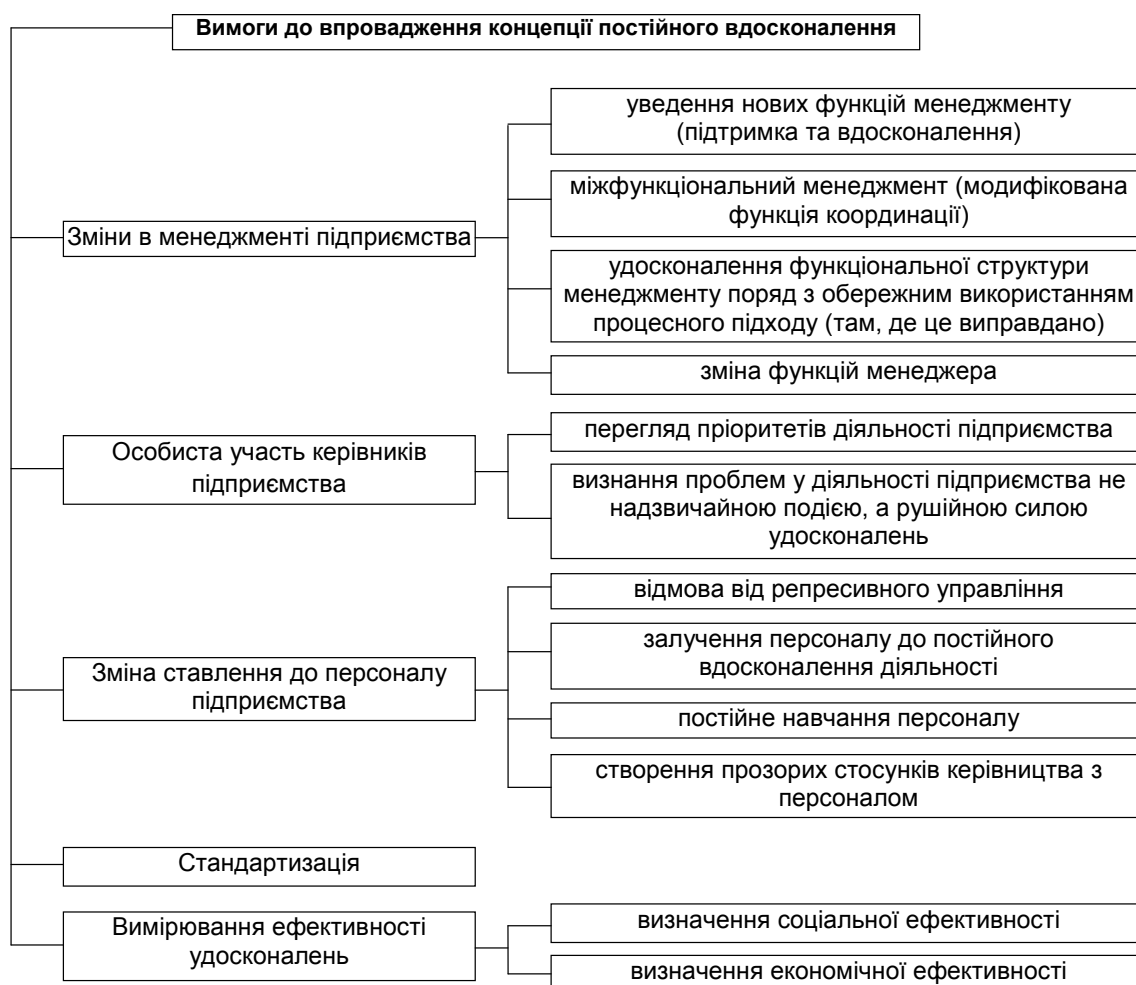 Вимоги до впровадження концепції постійного вдосконалення
Зміни в менеджменті підприємства
уведення нових функцій менеджменту
(підтримка та вдосконалення)
міжфункціональний менеджмент (модифікована
функція координації)
удосконалення функціональної структури
менеджменту поряд з обережним використанням
процесного підходу (там, де це виправдано)
зміна функцій менеджера
Особиста участь керівників
підприємства
перегляд пріоритетів діяльності підприємства
визнання проблем у діяльності підприємства не
надзвичайною подією, а рушійною силою
удосконалень
Зміна ставлення до персоналу
підприємства
відмова від репресивного управління
залучення персоналу до постійного
вдосконалення діяльності
постійне навчання персоналу
створення прозорих стосунків керівництва з
персоналом
Стандартизація
Вимірювання ефективності
удосконалень
визначення соціальної ефективності
визначення економічної ефективності